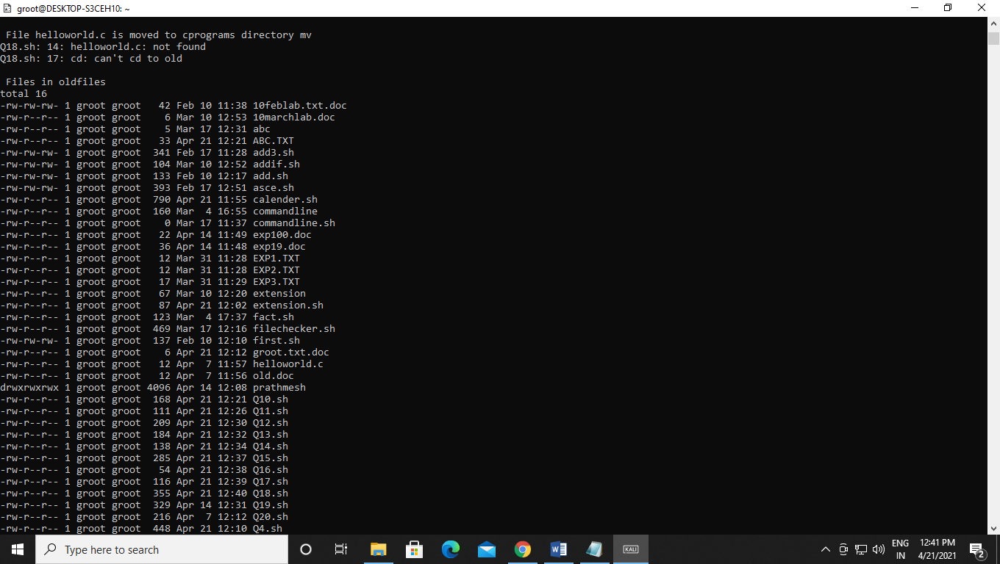 groot@DESKTOP-S3CEH10: ~
File helloworld.c is moved to cprograms directory mv
Q18.sh: 14: helloworld.c: not found
Q18.sh: 17: cd: can't cd to old
Files in oldfiles
total 16
-rw-rw-rw- 1 groot groot   42 Feb 10 11:38 10feblab.txt.doc
-rw-r--r-- 1 groot groot    6 Mar 10 12:53 10marchlab.doc
-rw-r--r-- 1 groot groot    5 Mar 17 12:31 abc
-rw-r--r-- 1 groot groot   33 Apr 21 12:21 ABC.TXT
-rw-rw-rw- 1 groot groot  341 Feb 17 11:28 add3.sh
-rw-rw-rw- 1 groot groot  104 Mar 10 12:52 addif.sh
-rw-rw-rw- 1 groot groot  133 Feb 10 12:17 add.sh
-rw-rw-rw- 1 groot groot  393 Feb 17 12:51 asce.sh
-rw-r--r-- 1 groot groot  790 Apr 21 11:55 calender.sh
-rw-r--r-- 1 groot groot  160 Mar  4 16:55 commandline
-rw-r--r-- 1 groot groot    0 Mar 17 11:37 commandline.sh
-rw-r--r-- 1 groot groot   22 Apr 14 11:49 exp100.doc
-rw-r--r-- 1 groot groot   36 Apr 14 11:48 exp19.doc
-rw-r--r-- 1 groot groot   12 Mar 31 11:28 EXP1.TXT
-rw-r--r-- 1 groot groot   12 Mar 31 11:28 EXP2.TXT
-rw-r--r-- 1 groot groot   17 Mar 31 11:29 EXP3.TXT
-rw-r--r-- 1 groot groot   67 Mar 10 12:20 extension
-rw-r--r-- 1 groot groot   87 Apr 21 12:02 extension.sh
-rw-r--r-- 1 groot groot  123 Mar  4 17:37 fact.sh
-rw-r--r-- 1 groot groot  469 Mar 17 12:16 filechecker.sh
-rw-rw-rw- 1 groot groot  137 Feb 10 12:10 first.sh
-rw-r--r-- 1 groot groot    6 Apr 21 12:12 groot.txt.doc
-rw-r--r-- 1 groot groot   12 Apr  7 11:57 helloworld.c
-rw-r--r-- 1 groot groot   12 Apr  7 11:56 old.doc
drwxrwxrwx 1 groot groot 4096 Apr 14 12:08 prathmesh
-rw-r--r-- 1 groot groot  168 Apr 21 12:21 Q10.sh
-rw-r--r-- 1 groot groot  111 Apr 21 12:26 Q11.sh
-rw-r--r-- 1 groot groot  209 Apr 21 12:30 Q12.sh
-rw-r--r-- 1 groot groot  184 Apr 21 12:32 Q13.sh
-rw-r--r-- 1 groot groot  138 Apr 21 12:34 Q14.sh
-rw-r--r-- 1 groot groot  285 Apr 21 12:37 Q15.sh
-rw-r--r-- 1 groot groot   54 Apr 21 12:38 Q16.sh
-rw-r--r-- 1 groot groot  116 Apr 21 12:39 Q17.sh
-rw-r--r-- 1 groot groot  355 Apr 21 12:40 Q18.sh
-rw-r--r-- 1 groot groot  329 Apr 14 12:31 Q19.sh
-rw-r--r-- 1 groot groot  216 Apr  7 12:12 Q20.sh
-rw-r--r-- 1 groot groot  448 Apr 21 12:10 Q4.sh
Type here to search
KALI
ENG
IN
12:41 PM
4/21/2021
2